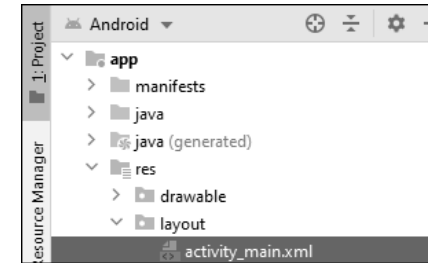 1: Project
Android
app
manifests
java
java (generated)
res
drawable
layout
activity_main.xml
Resource Manager